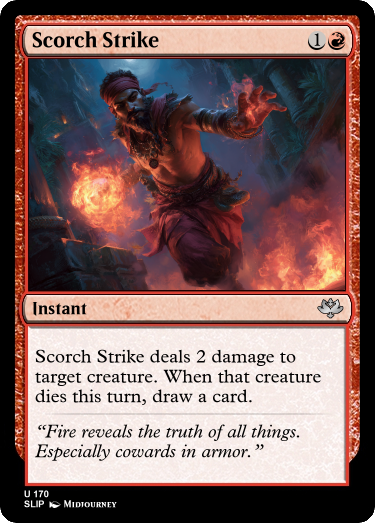 Scorch Strike 1
Instant
Scorch Strike deals 2 damage to
target creature. When that creature
dies this turn, draw a card.
“Fire reveals the truth of all things.
Especially cowards in armor.”
U 170
SLIP Midjourney